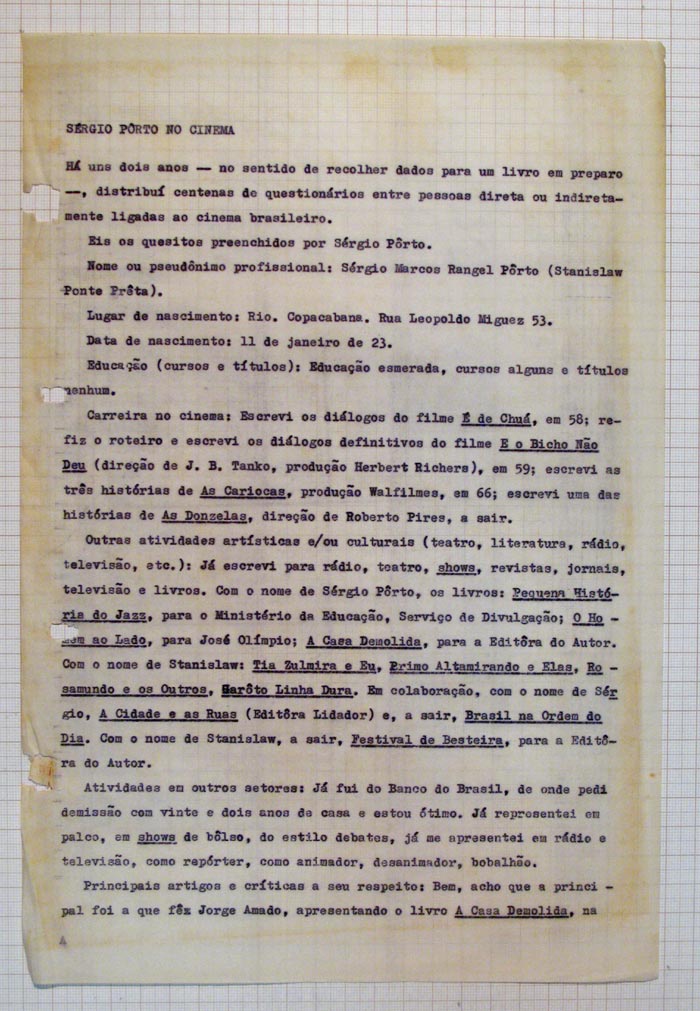 SÉRGIO PÔRTO NO CINEMA
Há uns dois anos — no sentido de recolher dados para um livro em preparo
—, distribuí centenas de questionários entre pessoas direta ou indireta-
mente ligadas ao cinema brasileiro.
Eis os quesitos preenchidos por Sérgio Pôrto.
Nome ou pseudônimo profissional: Sérgio Marcos Rangel Pôrto (Stanislaw
Ponte Prêta).
Lugar de nascimento: Rio. Copacabana. Rua Leopoldo Miguez 53.
Data de nascimento: 11 de janeiro de 23.
Educação (cursos e títulos): Educação esmerada, cursos alguns e títulos
nenhum.
Carreira no cinema: Escrevi os diálogos do filme É de Chuá, em 58; re-
fiz o roteiro e escrevi os diálogos definitivos do filme E o Bicho Não
Deu (direção de J. B. Tanko, produção Herbert Richers), em 59; escrevi as
três histórias de As Cariocas, produção Walfilmes, em 66; escrevi uma das
histórias de As Donzelas, direção de Roberto Pires, a sair.
Outras atividades artísticas e/ou culturais (teatro, literatura, rádio,
televisão, etc.): Já escrevi para rádio, teatro, shows, revistas, jornais,
televisão e livros. Com o nome de Sérgio Pôrto, os livros: Pequena Histó-
ria do Jazz, para o Ministério da Educação, Serviço de Divulgação; O Ho -
mem ao Lado, para José Olímpio; A Casa Demolida, para a Editôra do Autor.
Com o nome de Stanislaw: Tia Zulmira e Eu, Primo Altamirando e Elas, Ro -
samundo e os Outros, Garôto Linha Dura. Em colaboração, com o nome de Sér
gio, A Cidade e as Ruas (Editôra Lidador) e, a sair, Brasil na Ordem do
Dia. Com o nome de Stanislaw, a sair, Festival de Besteira, para a Editô-
ra do Autor.
Atividades em outros setores: Já fui do Banco do Brasil, de onde pedi
demissão com vinte e dois anos de casa e estou ótimo. Já representei em
palco, em shows de bôlso, do estilo debates, já me apresentei em rádio e
televisão, como repórter, como animador, desanimador, bobalhão.
Principais artigos e críticas a seu respeito: Bem, acho que a princi -
pal foi a que fêz Jorge Amado, apresentando o livro A Casa Demolida, na